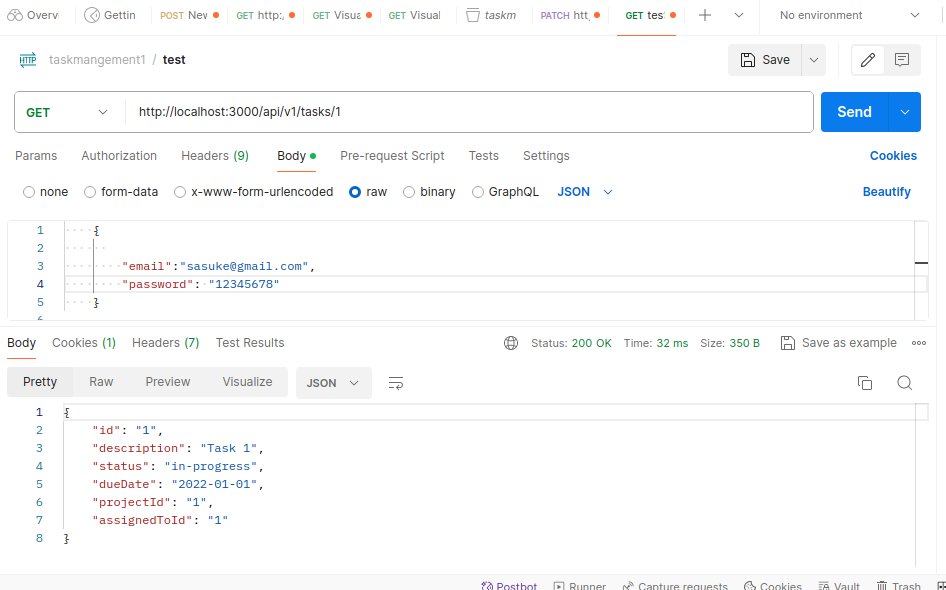 Overvi Gettin POST New GET http:, GET Visua GET Visual taskm PATCH htt, GET tes No environment
HTTP taskmangement1 / test Save
GET http://localhost:3000/api/v1/tasks/1 Send
Params Authorization Headers (9) Body Pre-request Script Tests Settings Cookies
none form-data x-www-form-urlencoded raw binary GraphQL JSON Beautify
1 {
2
3 "email":"sasuke@gmail.com",
4 "password": "12345678"
5 }
6
Body Cookies (1) Headers (7) Test Results Status: 200 OK Time: 32 ms Size: 350 B Save as example
Pretty Raw Preview Visualize JSON
1 {
2 "id": "1",
3 "description": "Task 1",
4 "status": "in-progress",
5 "dueDate": "2022-01-01",
6 "projectId": "1",
7 "assignedToId": "1"
8 }
Postbot Runner Capture requests Cookies Vault Trash